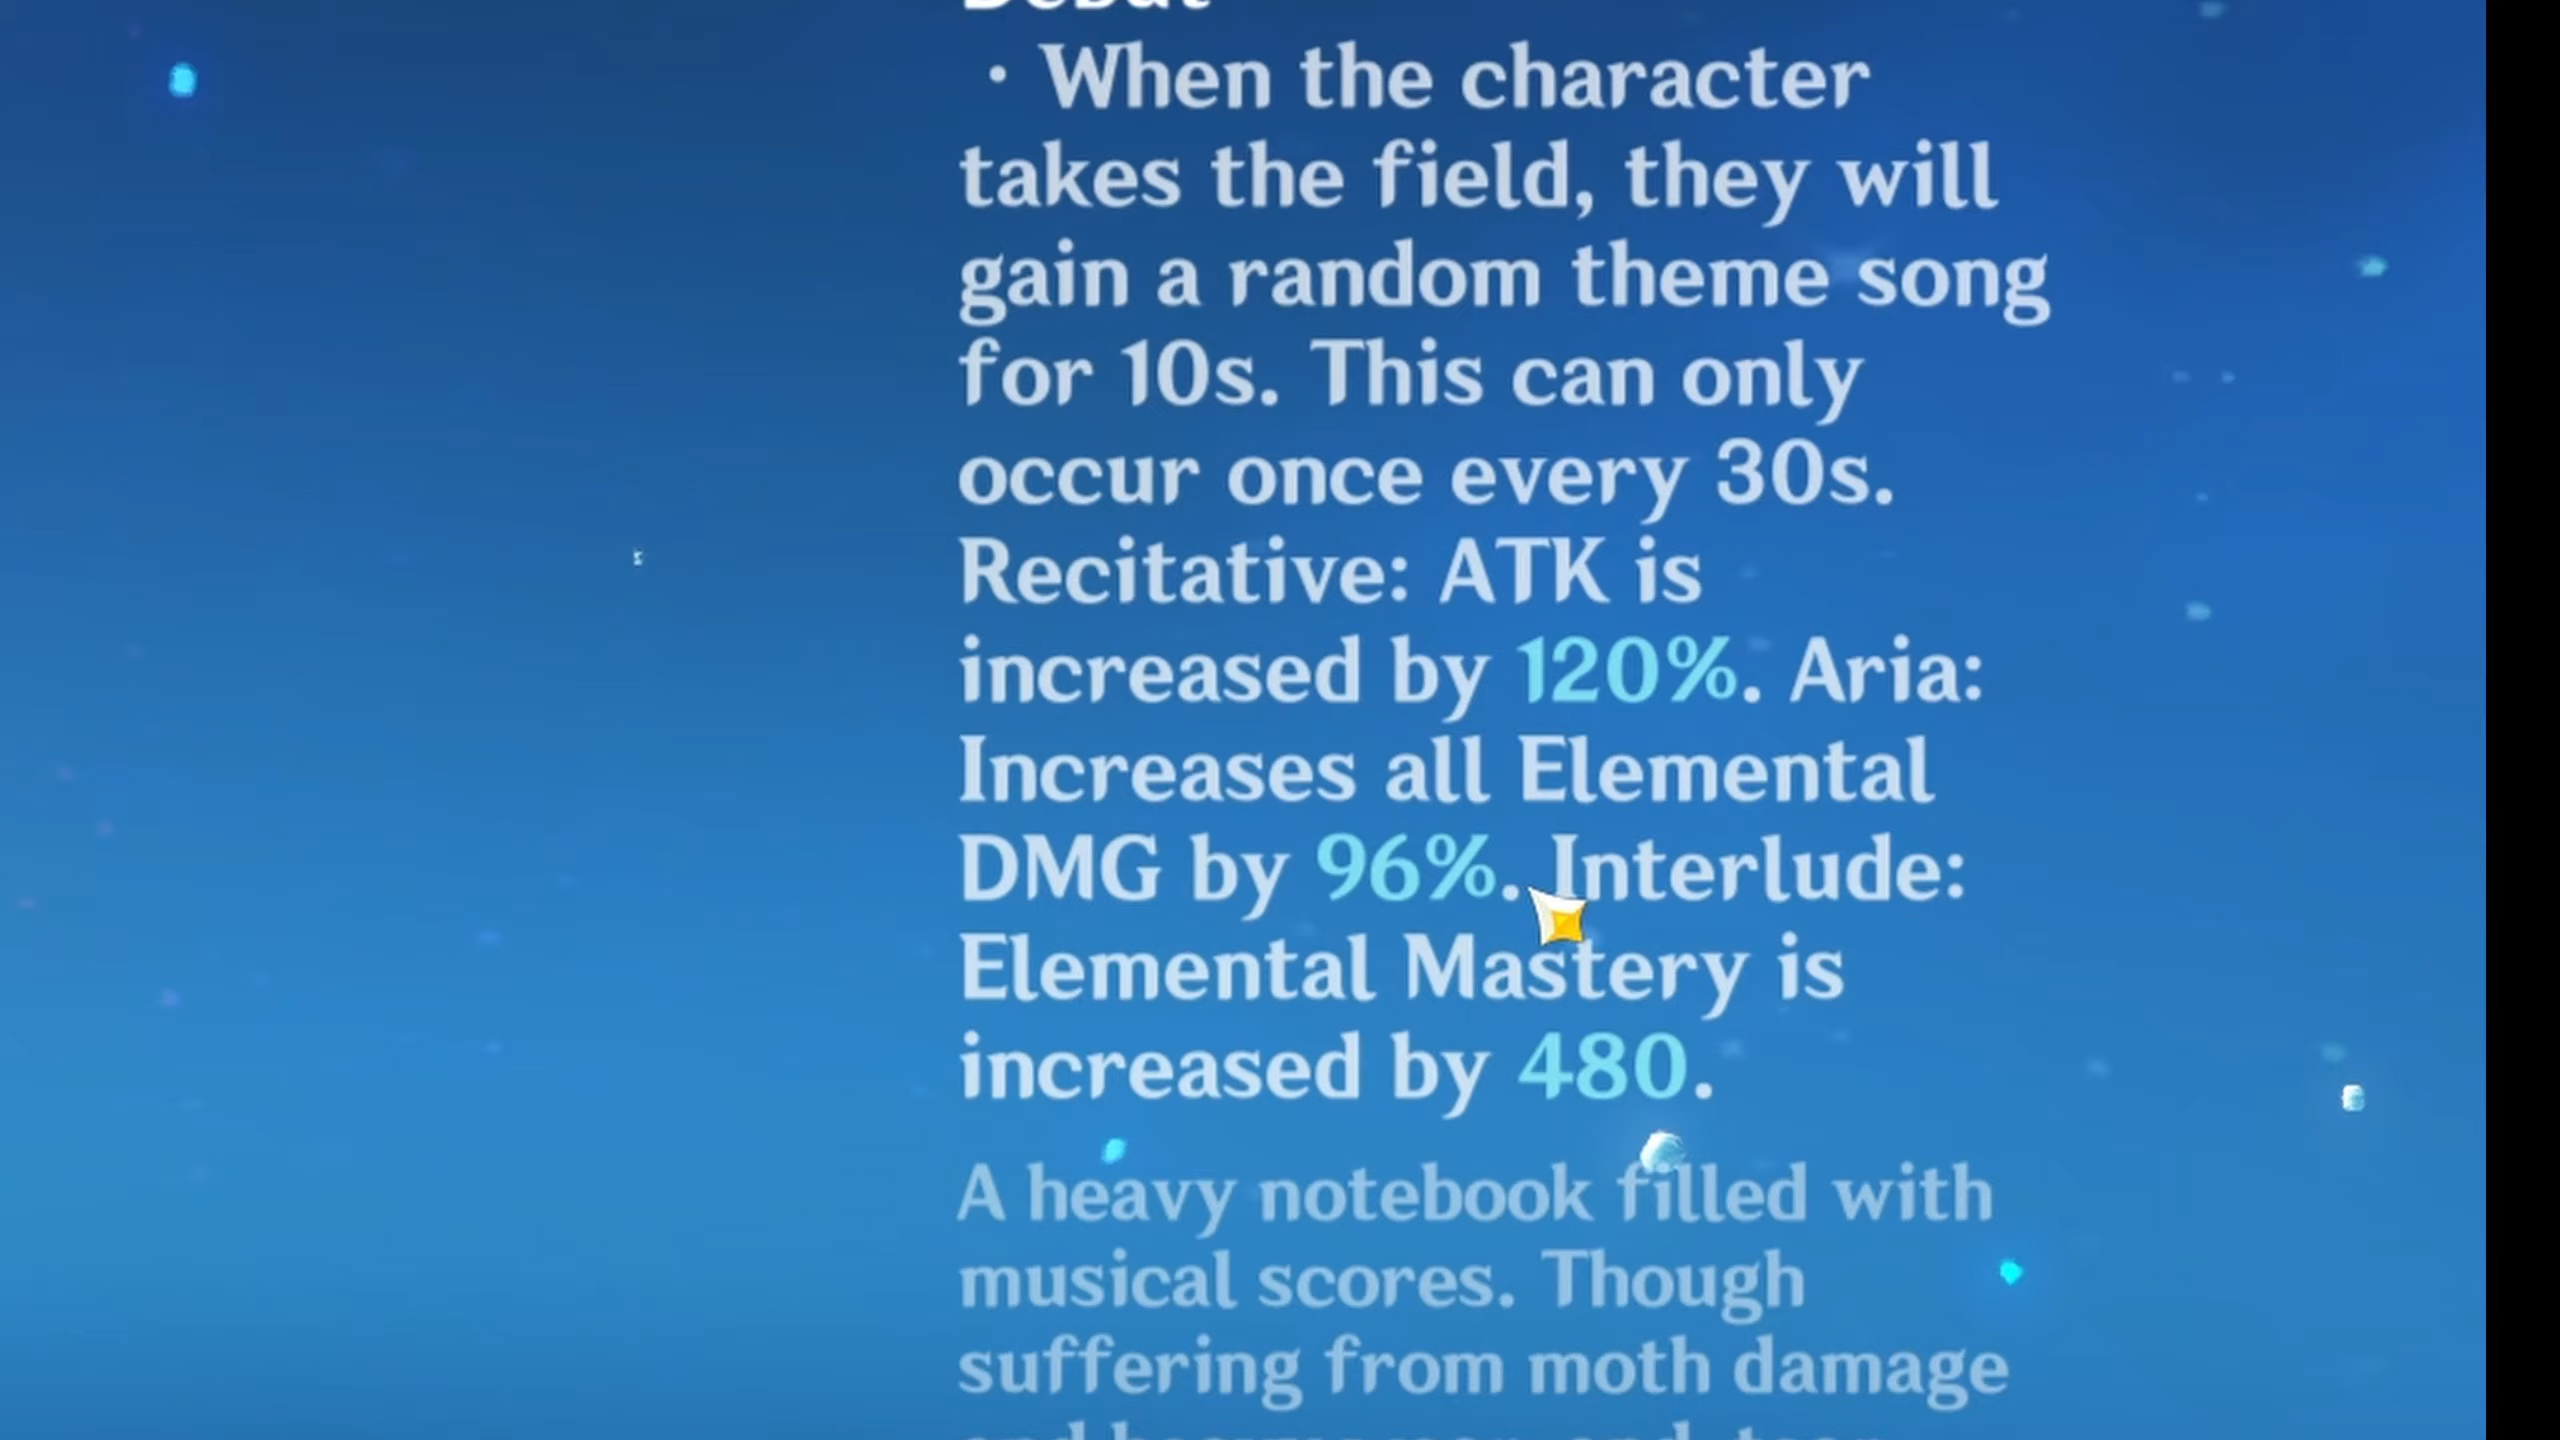 Debut
· When the character
takes the field, they will
gain a random theme song
for 10s. This can only
occur once every 30s.
Recitative: ATK is
increased by 120%. Aria:
Increases all Elemental
DMG by 96%. Interlude:
Elemental Mastery is
increased by 480.
A heavy notebook filled with
musical scores. Though
suffering from moth damage